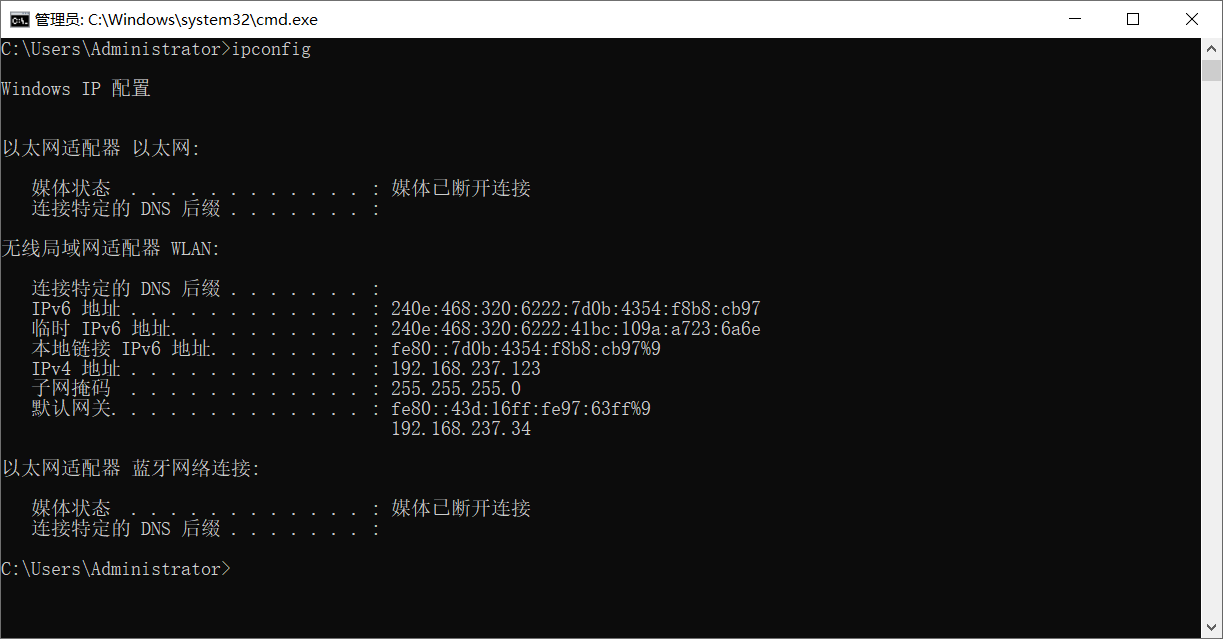 管理员: C:\Windows\system32\cmd.exe
C:\Users\Administrator>ipconfig
Windows IP 配置
以太网适配器 以太网:
媒体状态 . . . . . . . . . . . . : 媒体已断开连接
连接特定的 DNS 后缀 . . . . . . . :
无线局域网适配器 WLAN:
连接特定的 DNS 后缀 . . . . . . . :
IPv6 地址 . . . . . . . . . . . . : 240e:468:320:6222:7d0b:4354:f8b8:cb97
临时 IPv6 地址. . . . . . . . . . : 240e:468:320:6222:41bc:109a:a723:6a6e
本地链接 IPv6 地址. . . . . . . . : fe80::7d0b:4354:f8b8:cb97%9
IPv4 地址 . . . . . . . . . . . . : 192.168.237.123
子网掩码 . . . . . . . . . . . . : 255.255.255.0
默认网关. . . . . . . . . . . . . : fe80::43d:16ff:fe97:63ff%9
192.168.237.34
以太网适配器 蓝牙网络连接:
媒体状态 . . . . . . . . . . . . : 媒体已断开连接
连接特定的 DNS 后缀 . . . . . . . :
C:\Users\Administrator>